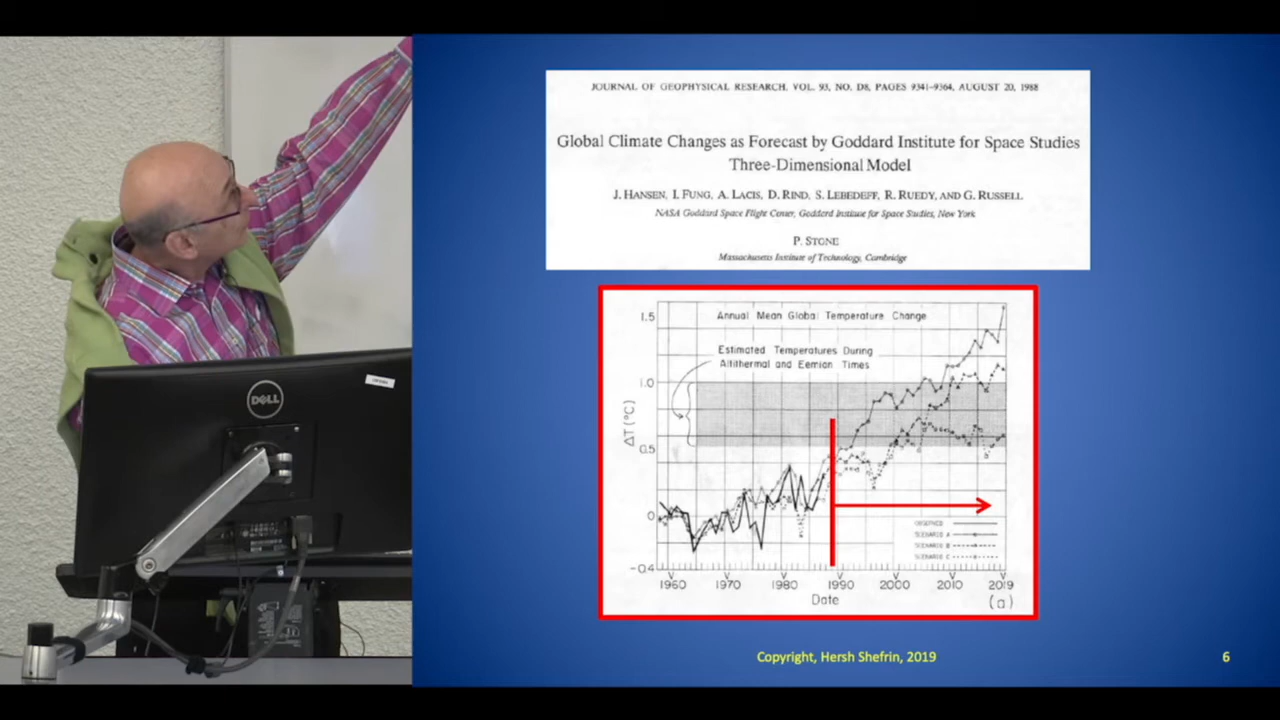 JOURNAL OF GEOPHYSICAL RESEARCH, VOL. 93, NO. D8, PAGES 9341–9364, AUGUST 20, 1988
Global Climate Changes as Forecast by Goddard Institute for Space Studies
Three-Dimensional Model
J. HANSEN, I. FUNG, A. LACIS, D. RIND, S. LEBEDEFF, R. RUEDY, AND G. RUSSELL
NASA Goddard Space Flight Center, Goddard Institute for Space Studies, New York
P. STONE
Massachusetts Institute of Technology, Cambridge
Annual Mean Global Temperature Change
Estimated Temperatures During
Altithermal and Eemian Times
1.5
1.0
0.5
0
-0.4
ΔT (°C)
OBSERVED
SCENARIO A
SCENARIO B
SCENARIO C
1960 1970 1980 1990 2000 2010 2019
Date
(a)
DELL
Copyright, Hersh Shefrin, 2019
6